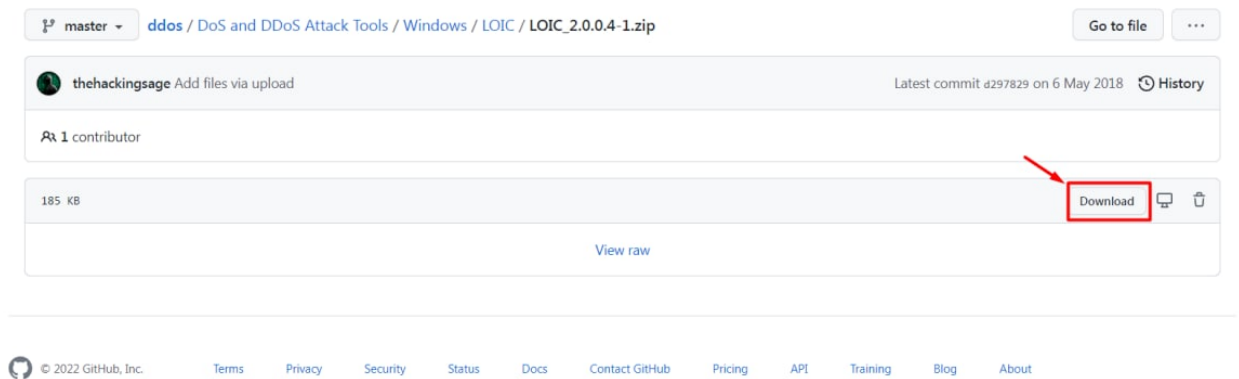 master ddos / DoS and DDoS Attack Tools / Windows / LOIC / LOIC_2.0.0.4-1.zip Go to file ...
thehackingsage Add files via upload Latest commit d297829 on 6 May 2018 History
1 contributor
185 KB Download
View raw
© 2022 GitHub, Inc. Terms Privacy Security Status Docs Contact GitHub Pricing API Training Blog About